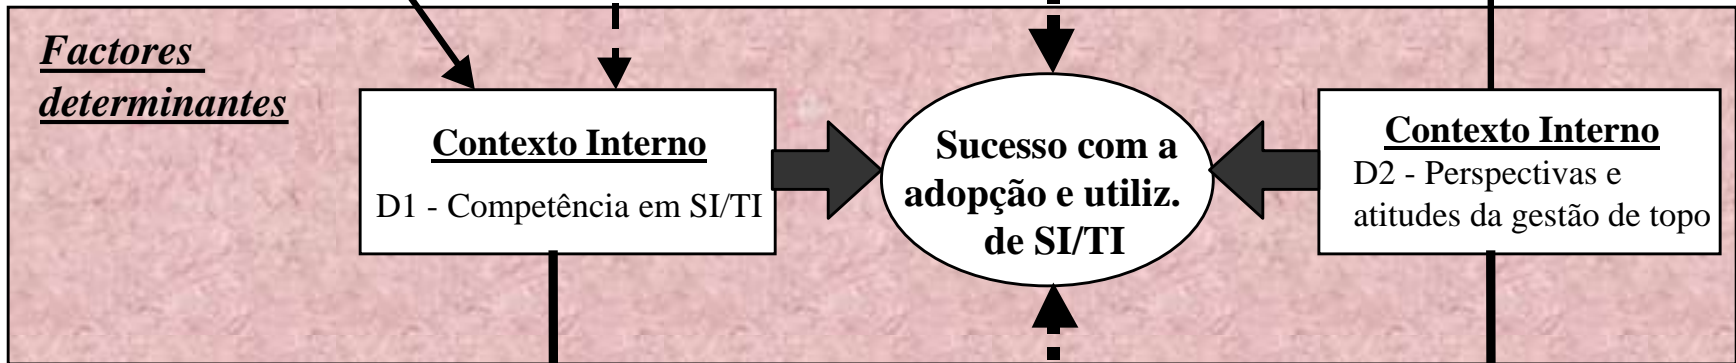 Factores
determinantes
Contexto Interno
D1 - Competência em SI/TI
Sucesso com a
adopção e utiliz.
de SI/TI
Contexto Interno
D2 - Perspectivas e
atitudes da gestão de topo